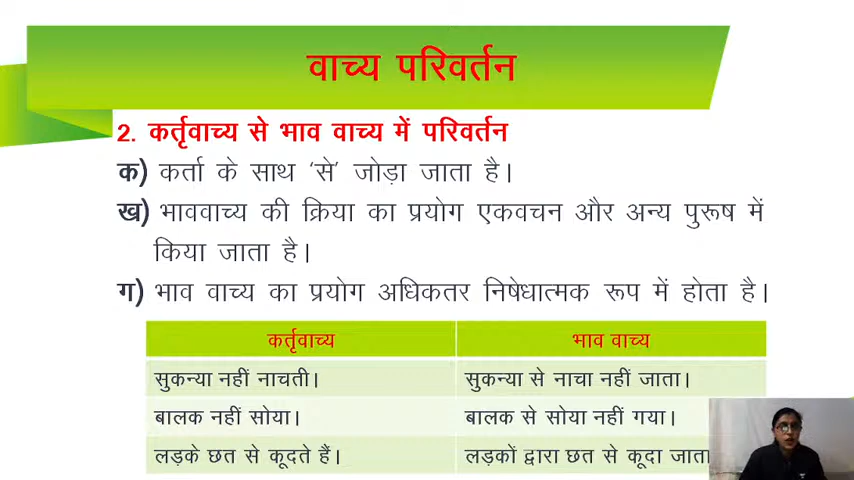 वाच्य परिवर्तन
2. कर्तृवाच्य से भाव वाच्य में परिवर्तन
क) कर्ता के साथ ‘से’ जोड़ा जाता है।
ख) भाववाच्य की क्रिया का प्रयोग एकवचन और अन्य पुरूष में
किया जाता है।
ग) भाव वाच्य का प्रयोग अधिकतर निषेधात्मक रूप में होता है।
कर्तृवाच्य भाव वाच्य
सुकन्या नहीं नाचती। सुकन्या से नाचा नहीं जाता।
बालक नहीं सोया। बालक से सोया नहीं गया।
लड़के छत से कूदते हैं। लड़कों द्वारा छत से कूदा जाता